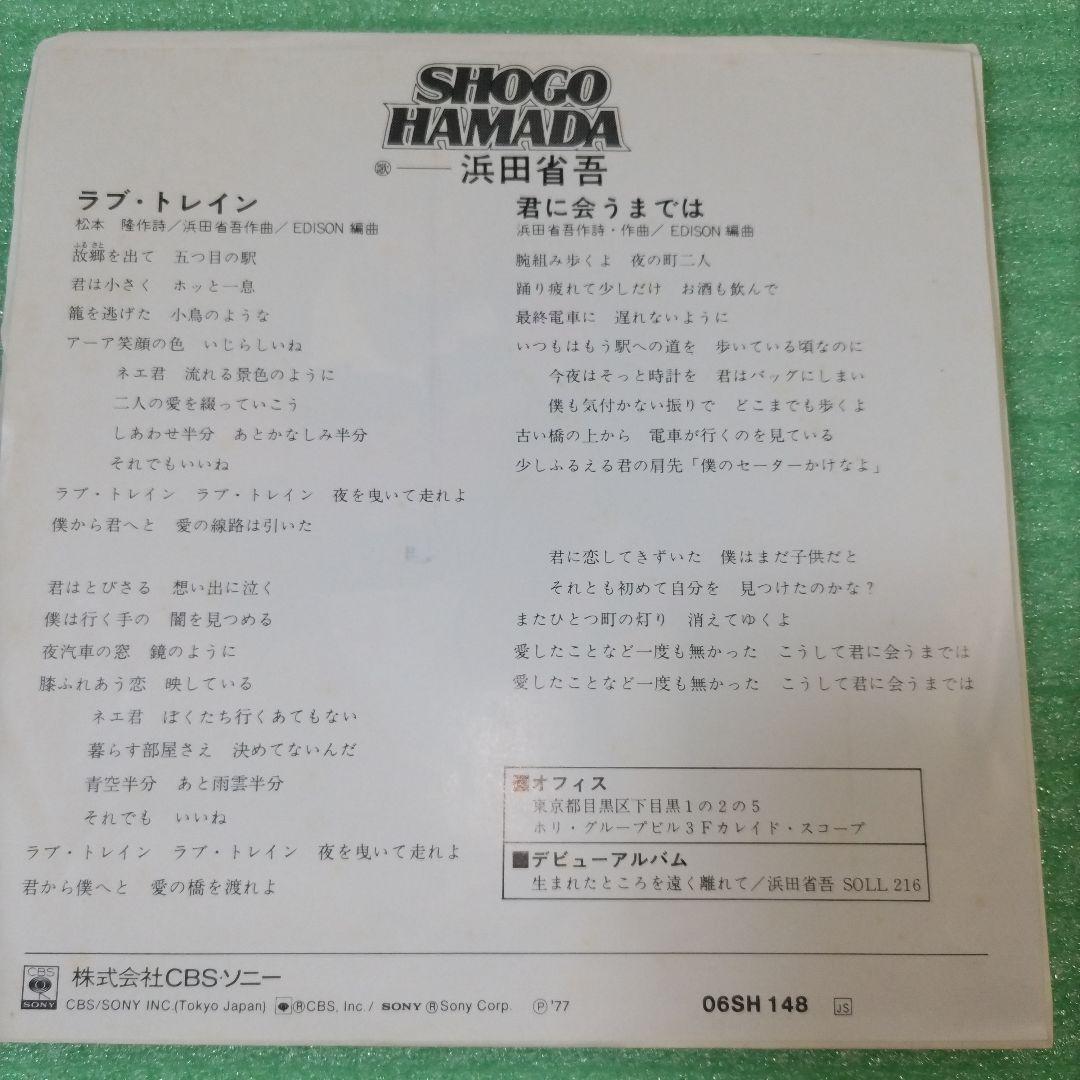 SHOGO
HAMADA
歌──浜田省吾
ラブ・トレイン
松本 隆作詩／浜田省吾作曲／EDISON 編曲
ふる さと
故郷を出て 五つ目の駅
君は小さく ホッと一息
籠を逃げた 小鳥のような
アーア笑顔の色 いじらしいね
ネエ君 流れる景色のように
二人の愛を綴っていこう
しあわせ半分 あとかなしみ半分
それでもいいね
ラブ・トレイン ラブ・トレイン 夜を曳いて走れよ
僕から君へと 愛の線路は引いた
君はとびさる 想い出に泣く
僕は行く手の 闇を見つめる
夜汽車の窓 鏡のように
膝ふれあう恋 映している
ネエ君 ぼくたち行くあてもない
暮らす部屋さえ 決めてないんだ
青空半分 あと雨雲半分
それでも いいね
ラブ・トレイン ラブ・トレイン 夜を曳いて走れよ
君から僕へと 愛の橋を渡れよ
君に会うまでは
浜田省吾作詩・作曲／EDISON 編曲
腕組み歩くよ 夜の町二人
踊り疲れて少しだけ お酒も飲んで
最終電車に 遅れないように
いつもはもう駅への道を 歩いている頃なのに
今夜はそっと時計を 君はバッグにしまい
僕も気付かない振りで どこまでも歩くよ
古い橋の上から 電車が行くのを見ている
少しふるえる君の肩先「僕のセーターかけなよ」
君に恋してきずいた 僕はまだ子供だと
それとも初めて自分を 見つけたのかな？
またひとつ町の灯り 消えてゆくよ
愛したことなど一度も無かった こうして君に会うまでは
愛したことなど一度も無かった こうして君に会うまでは
■オフィス
東京都目黒区下目黒1の2の5
ホリ・グループビル3Fカレイド・スコープ
■デビューアルバム
生まれたところを遠く離れて／浜田省吾 SOLL 216
CBS
SONY
株式会社CBS・ソニー
CBS/SONY INC.(Tokyo Japan) ⓇCBS, Inc./ SONY ⓇSony Corp. Ⓟ'77
06SH 148 JS